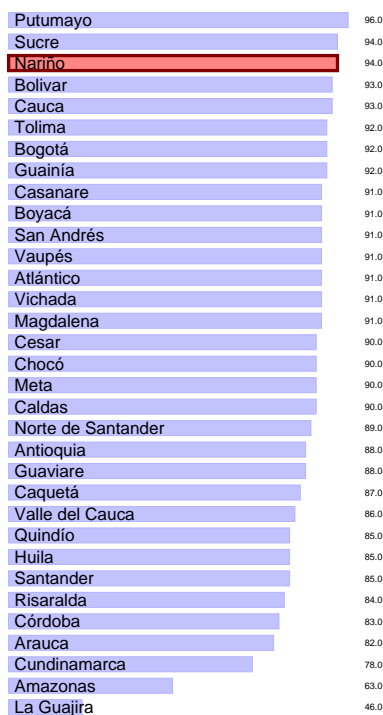 Putumayo 96.0
Sucre 94.0
Nariño 94.0
Bolivar 93.0
Cauca 93.0
Tolima 92.0
Bogotá 92.0
Guainía 92.0
Casanare 91.0
Boyacá 91.0
San Andrés 91.0
Vaupés 91.0
Atlántico 91.0
Vichada 91.0
Magdalena 91.0
Cesar 90.0
Chocó 90.0
Meta 90.0
Caldas 90.0
Norte de Santander 89.0
Antioquia 88.0
Guaviare 88.0
Caquetá 87.0
Valle del Cauca 86.0
Quindío 85.0
Huila 85.0
Santander 85.0
Risaralda 84.0
Córdoba 83.0
Arauca 82.0
Cundinamarca 78.0
Amazonas 63.0
La Guajira 46.0